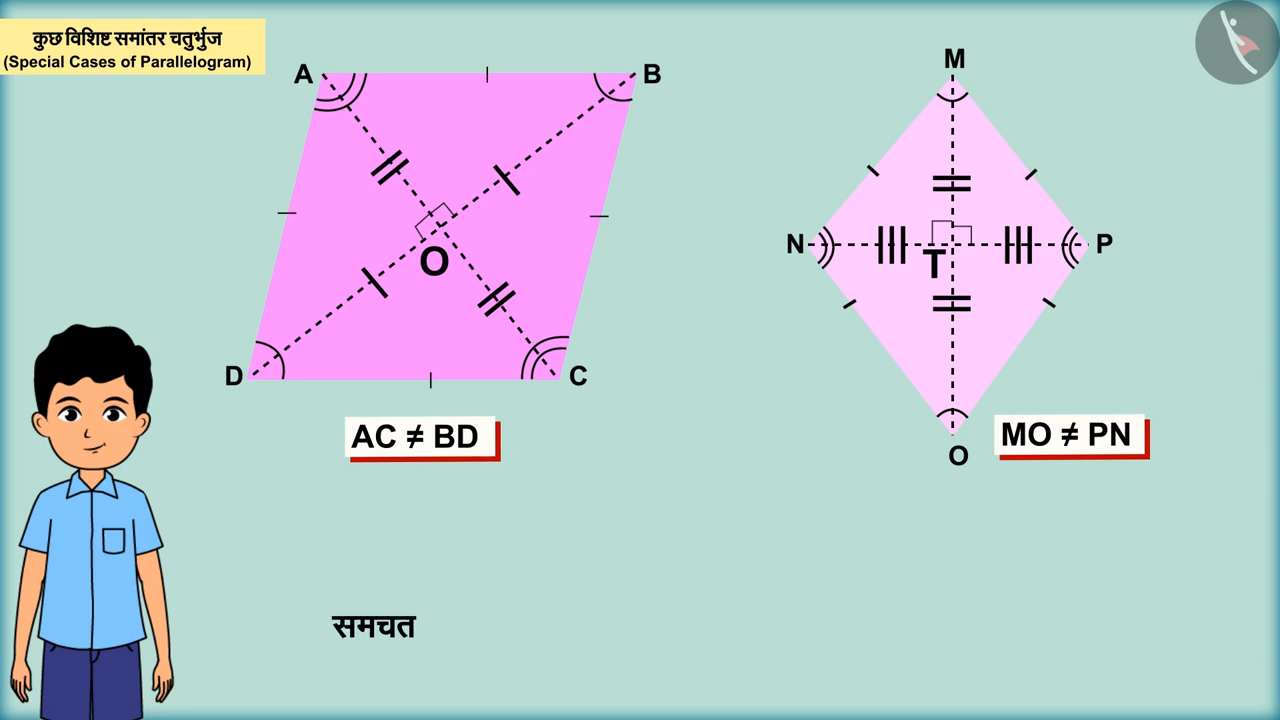 कुछ विशिष्ट समांतर चतुर्भुज
(Special Cases of Parallelogram)
A
B
O
D
C
AC ≠ BD
M
N
P
T
O
MO ≠ PN
समचत